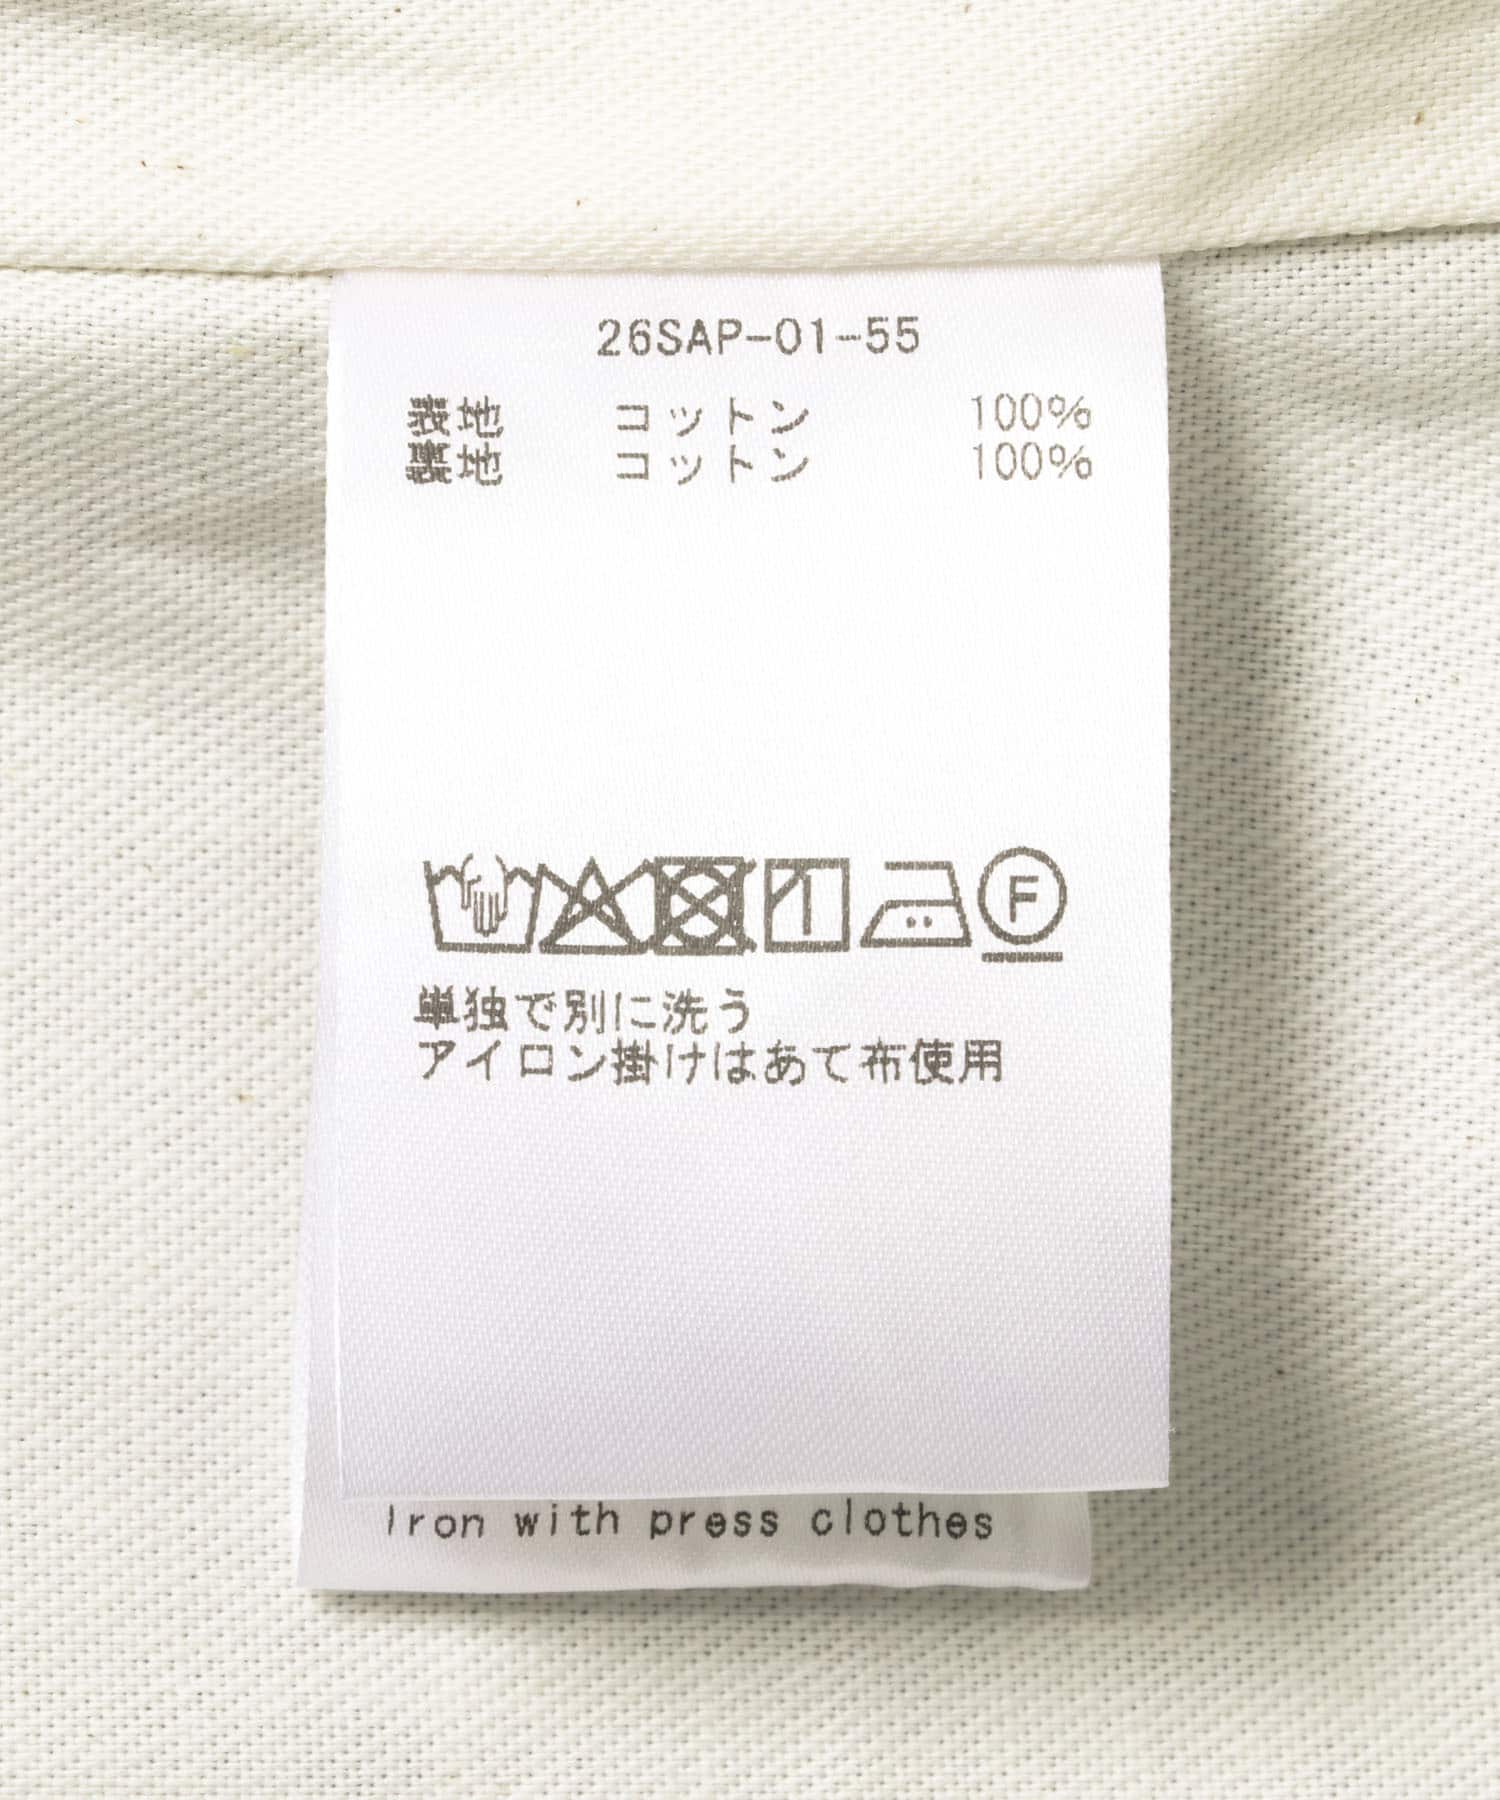 26SAP-01-55
表地 コットン 100%
裏地 コットン 100%
F
単独で別に洗う
アイロン掛けはあて布使用
Iron with press clothes